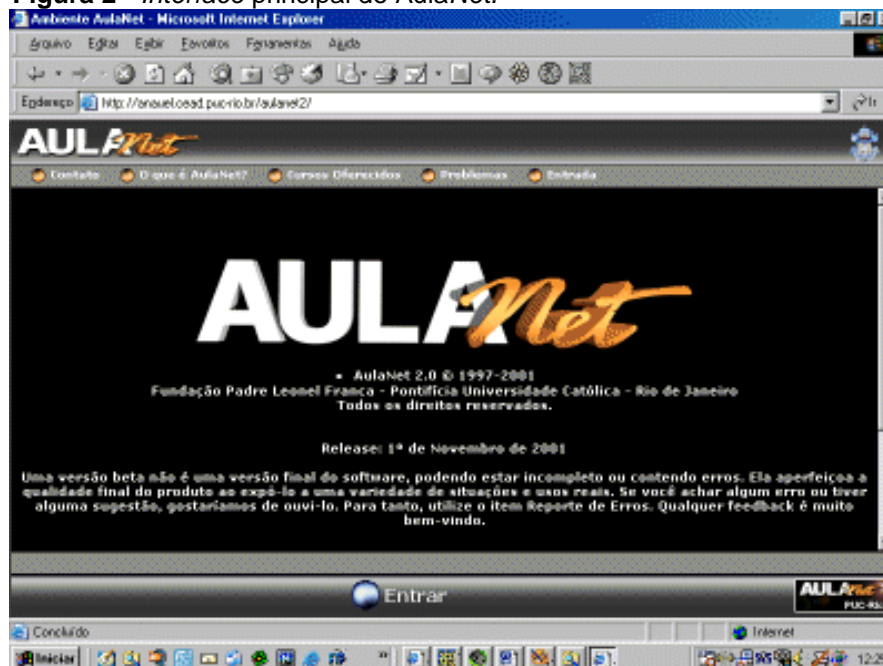 Figura 2 - Interface principal do AulaNet.
Ambiente AulaNet - Microsoft Internet Explorer
Arquivo Editar Exibir Favoritos Ferramentas Ajuda
Endereço http://anauel.cead.puc-rio.br/aulanet2/
AULANet
Contato O que é AulaNet? Cursos Oferecidos Problemas Entrada
AULANet
• AulaNet 2.0 © 1997-2001
Fundação Padre Leonel Franca - Pontifícia Universidade Católica - Rio de Janeiro
Todos os direitos reservados.
Release: 1ª de Novembro de 2001
Uma versão beta não é uma versão final do software, podendo estar incompleto ou contendo erros. Ela aperfeiçoa a
qualidade final do produto ao expô-lo a uma variedade de situações e usos reais. Se você achar algum erro ou tiver
alguma sugestão, gostaríamos de ouvi-lo. Para tanto, utilize o item Reporte de Erros. Qualquer feedback é muito
bem-vindo.
Entrar
AULANet
PUC-Rio
Concluído Internet
Iniciar